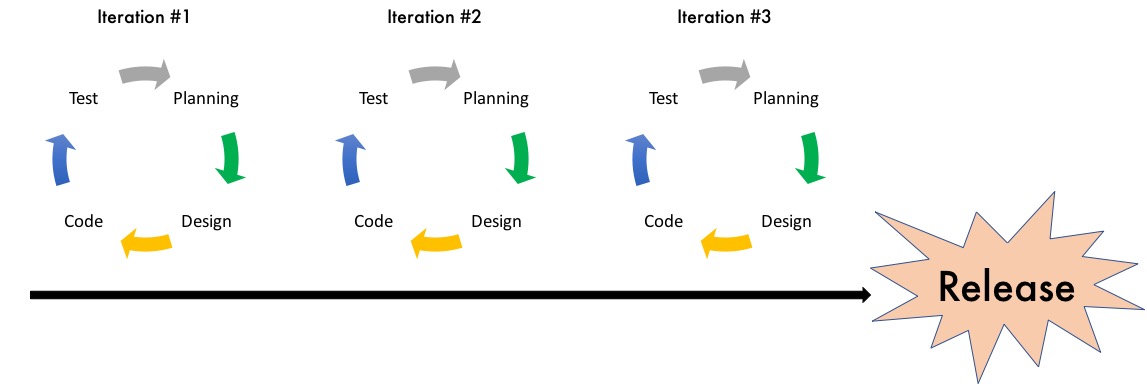 Iteration #1 Iteration #2 Iteration #3
Test Planning Test Planning Test Planning
Code Design Code Design Code Design
Release